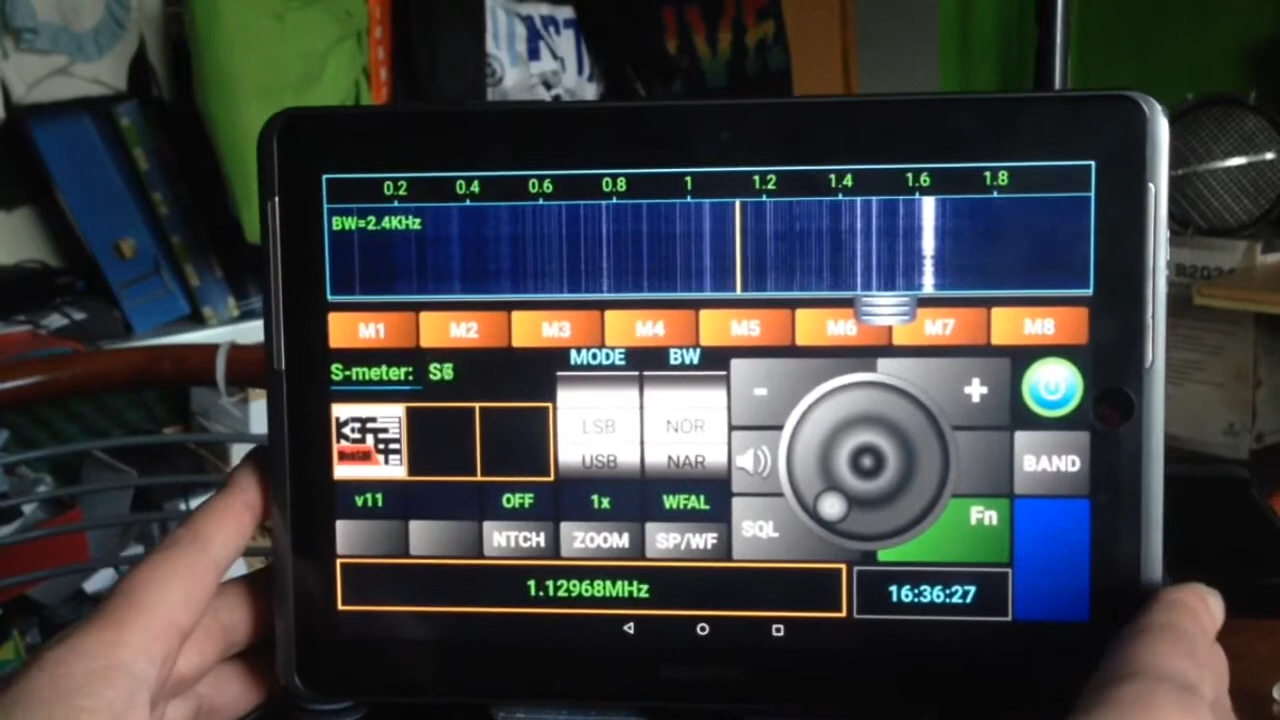 0.2 0.4 0.6 0.8 1 1.2 1.4 1.6 1.8
BW=2.4KHz
M1 M2 M3 M4 M5 M6 M7 M8
S-meter:
MODE BW
- +
LSB NOR
USB NAR
BAND
v11 OFF 1x WFAL
NTCH ZOOM SP/WF
SQL
Fn
1.12968MHz
16:36:27